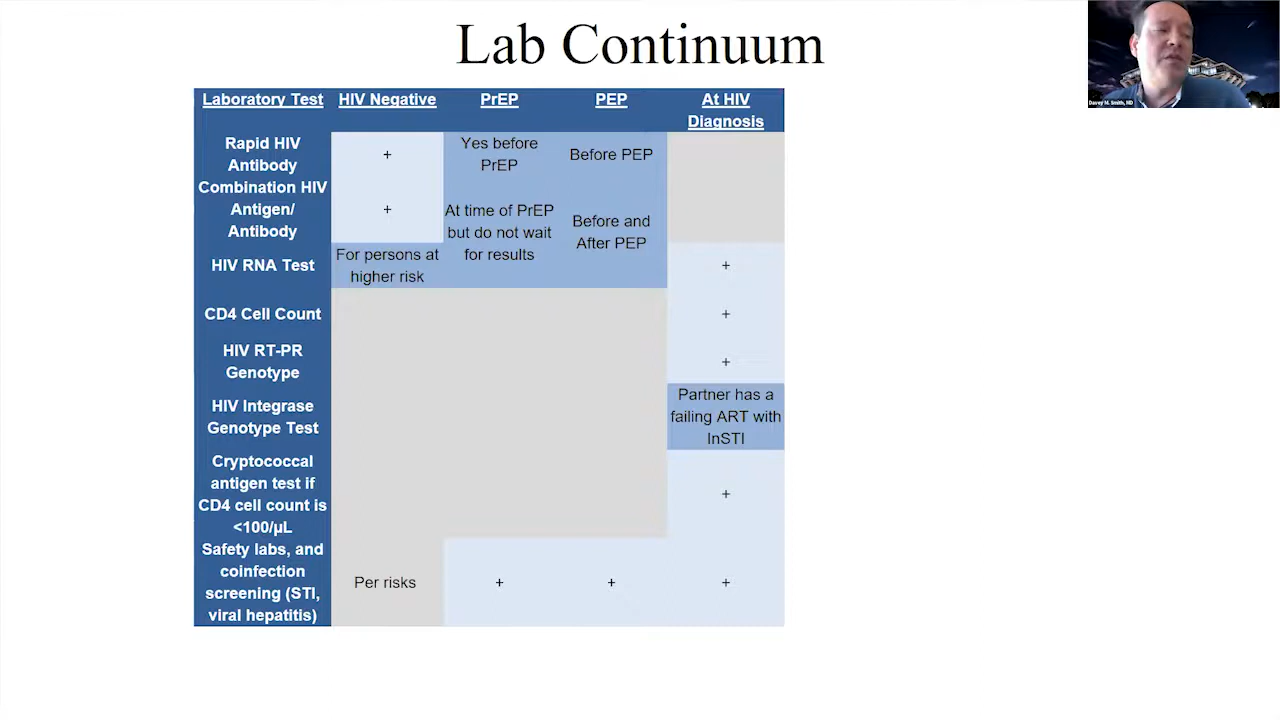 Lab Continuum
Laboratory Test HIV Negative PrEP PEP At HIV
Diagnosis
Rapid HIV
Antibody
+
Yes before
PrEP
Before PEP
Combination HIV
Antigen/
Antibody
+
At time of PrEP
but do not wait
for results
Before and
After PEP
HIV RNA Test
For persons at
higher risk
+
CD4 Cell Count
+
HIV RT-PR
Genotype
+
HIV Integrase
Genotype Test
Partner has a
failing ART with
InSTI
Cryptococcal
antigen test if
CD4 cell count is
<100/µL
+
Safety labs, and
coinfection
screening (STI,
viral hepatitis)
Per risks
+
+
+
Davey M. Smith, MD